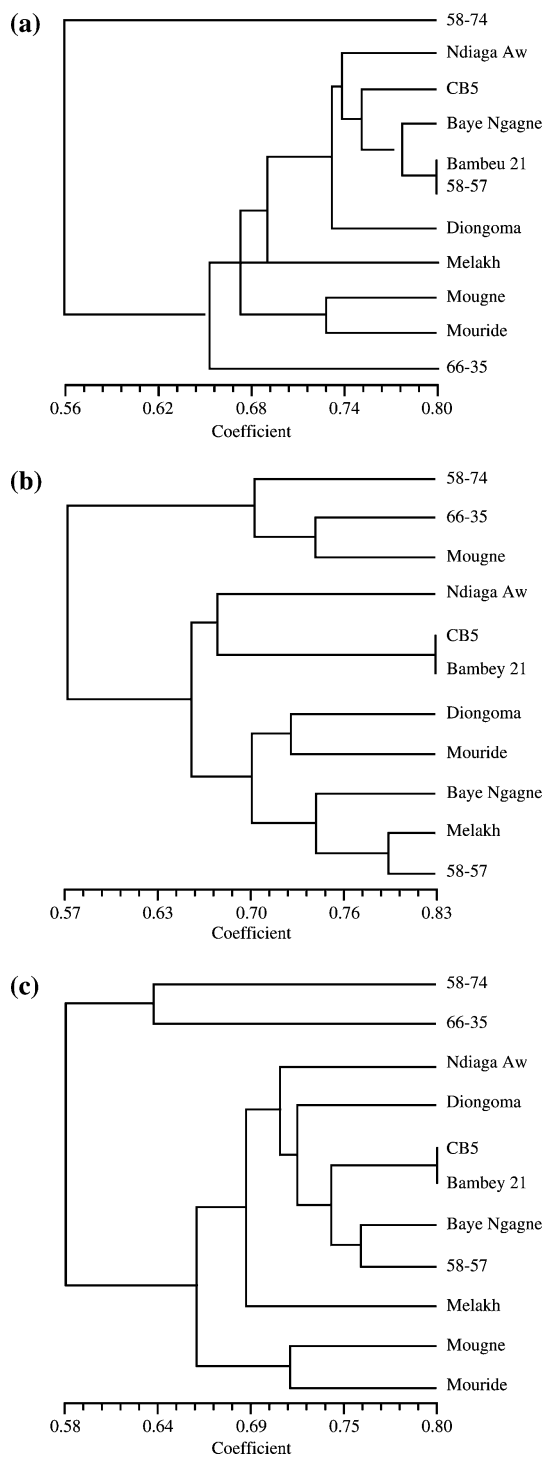 (a)
58-74
Ndiaga Aw
CB5
Baye Ngagne
Bambeu 21
58-57
Diongoma
Melakh
Mougne
Mouride
66-35
0.56 0.62 0.68 0.74 0.80
Coefficient
(b)
58-74
66-35
Mougne
Ndiaga Aw
CB5
Bambey 21
Diongoma
Mouride
Baye Ngagne
Melakh
58-57
0.57 0.63 0.70 0.76 0.83
Coefficient
(c)
58-74
66-35
Ndiaga Aw
Diongoma
CB5
Bambey 21
Baye Ngagne
58-57
Melakh
Mougne
Mouride
0.58 0.64 0.69 0.75 0.80
Coefficient